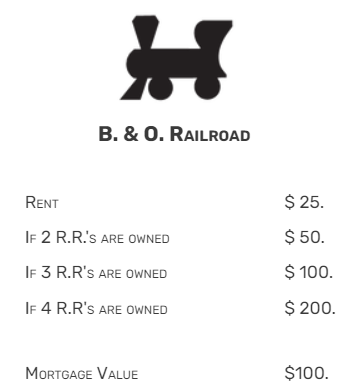 B. & O. Railroad
Rent $ 25.
If 2 R.R.'s are owned $ 50.
If 3 R.R's are owned $ 100.
If 4 R.R's are owned $ 200.
Mortgage Value $100.